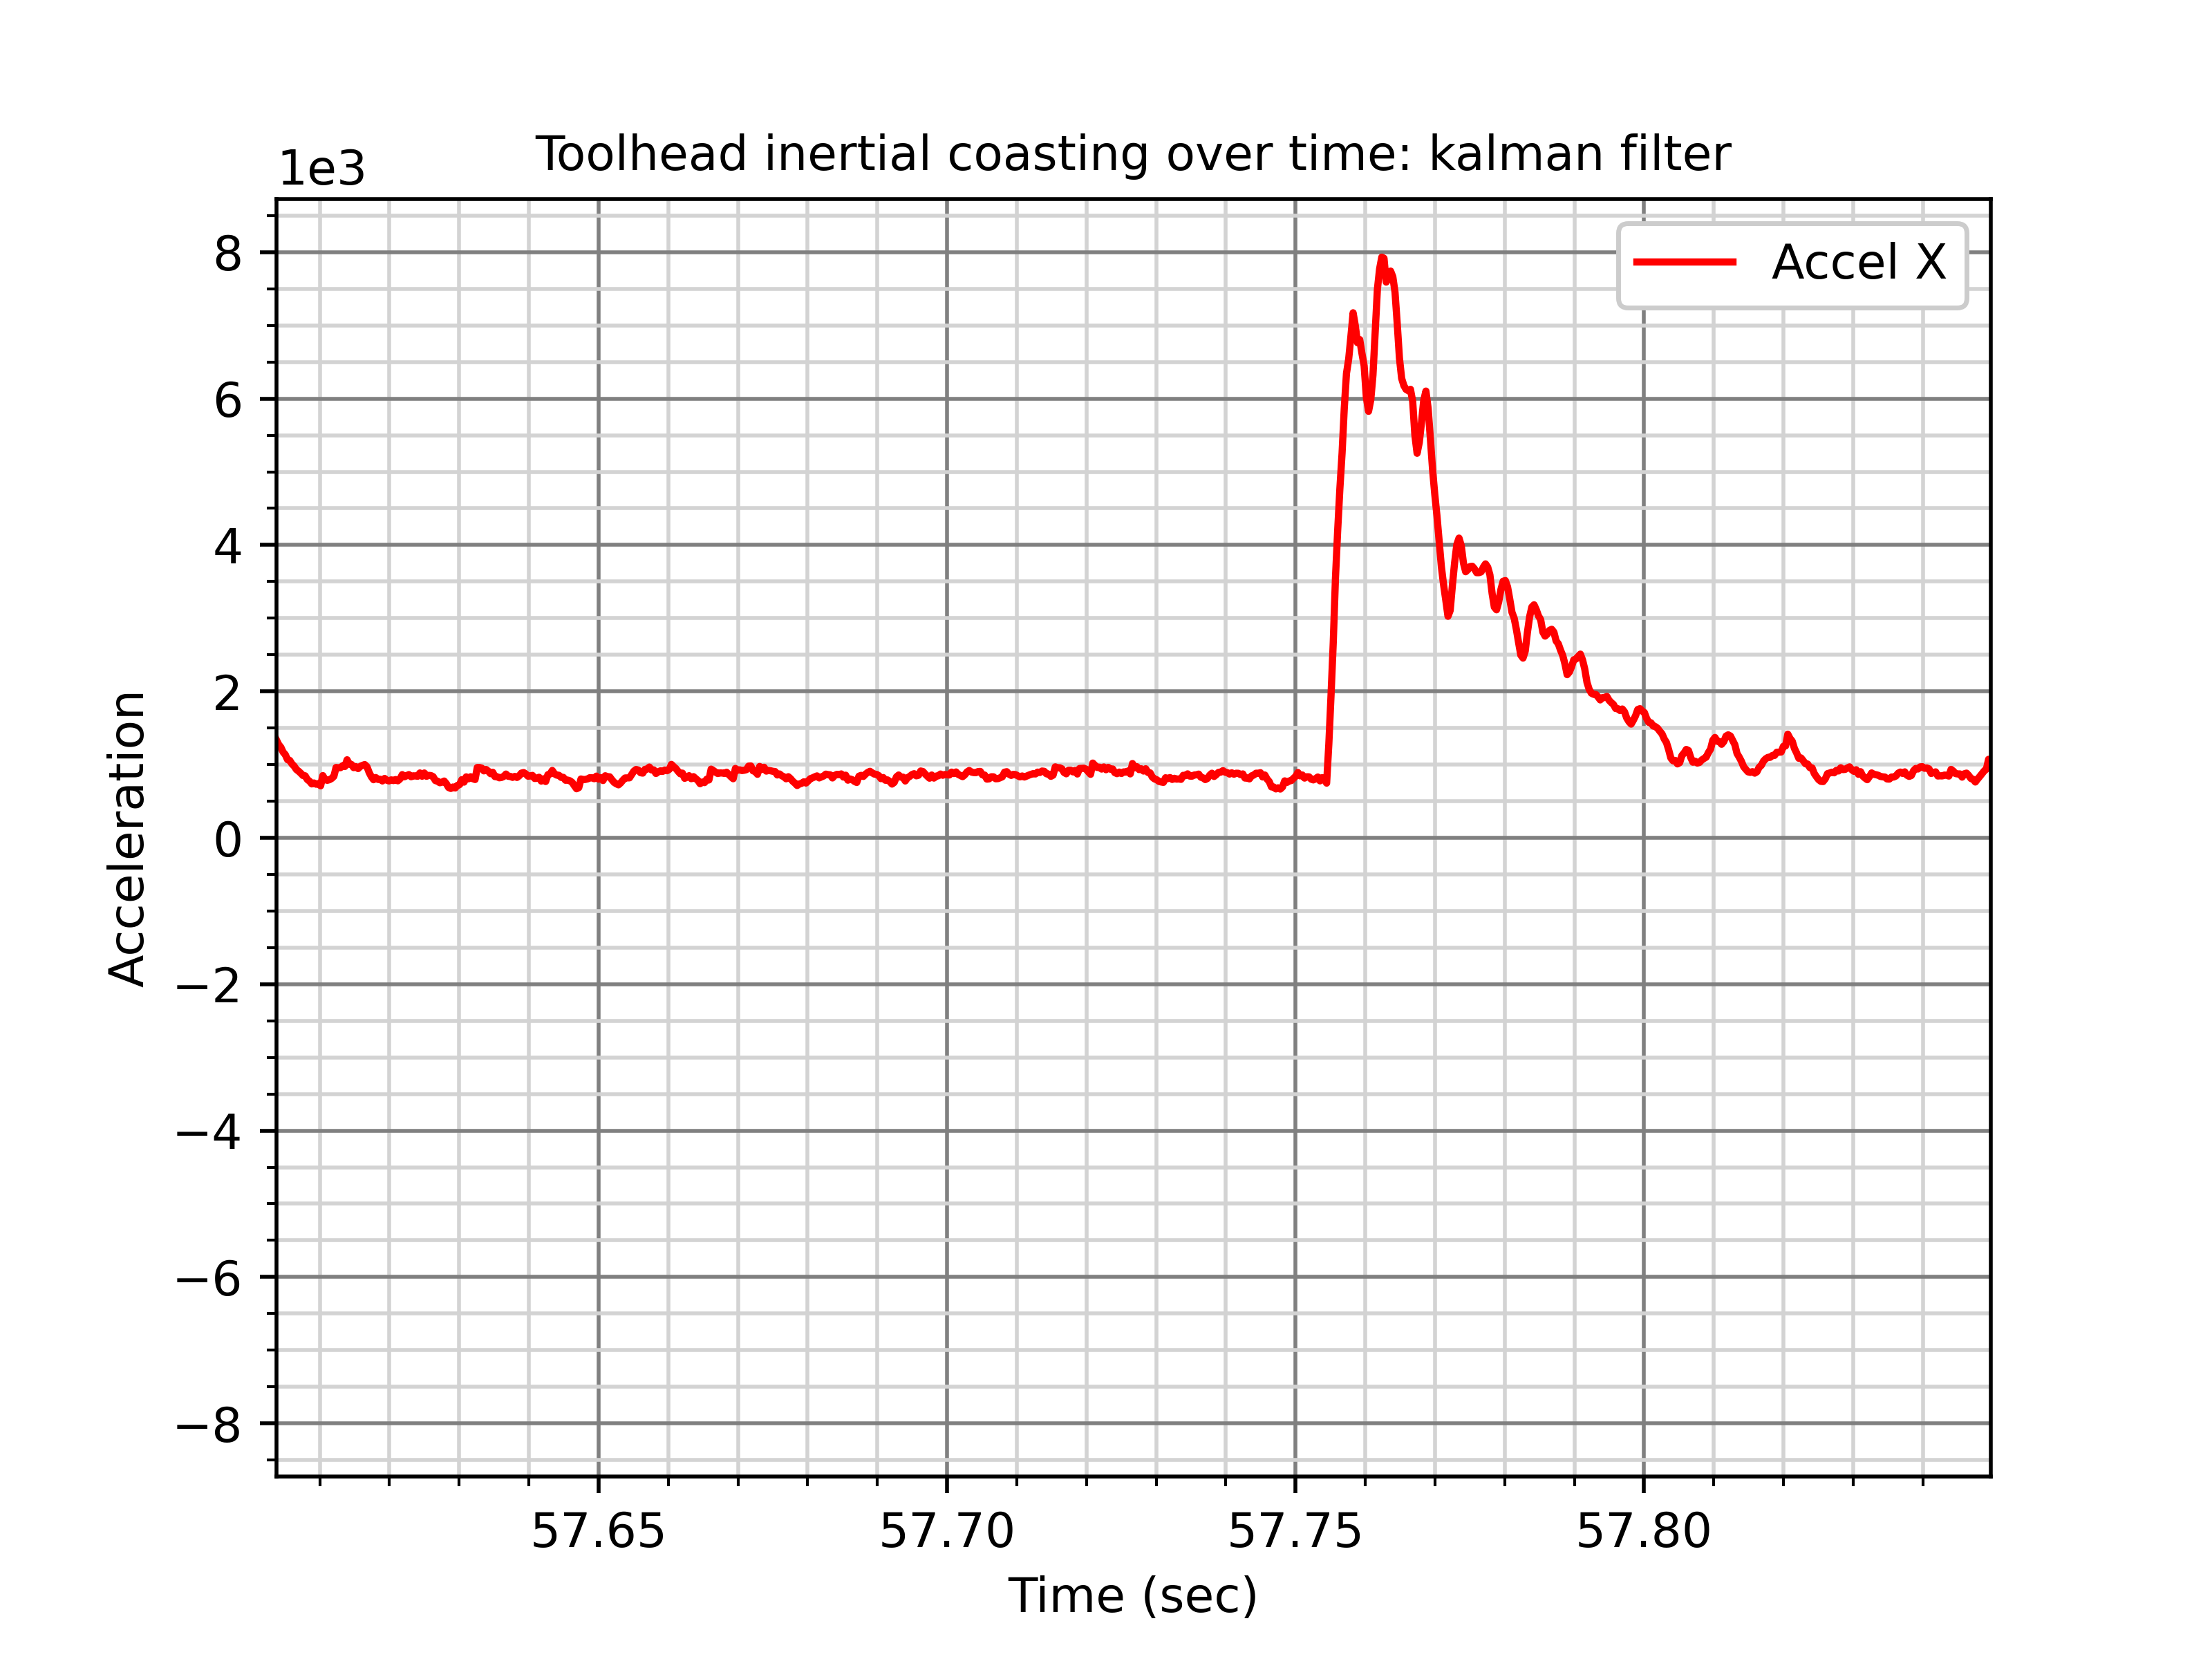 Toolhead inertial coasting over time: kalman filter
1e3
Accel X
8
6
4
2
0
−2
−4
−6
−8
Acceleration
57.65 57.70 57.75 57.80
Time (sec)